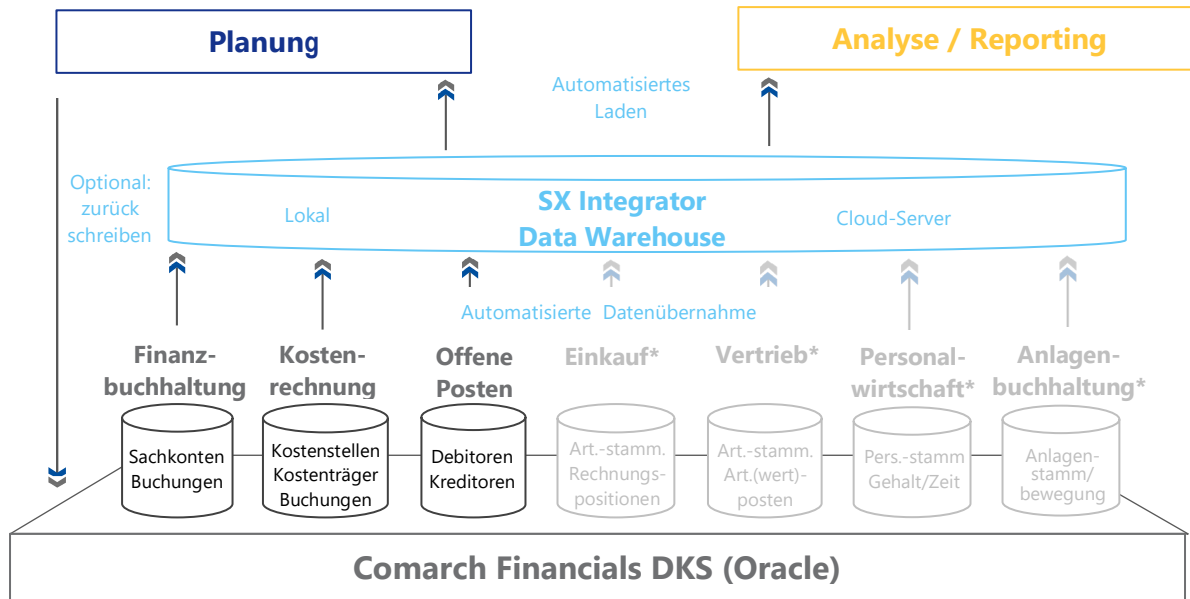 Planung
Analyse / Reporting
Automatisiertes
Laden
Optional:
zurück
schreiben
Lokal
SX Integrator
Data Warehouse
Cloud-Server
Automatisierte Datenübernahme
Finanz-
buchhaltung
Kosten-
rechnung
Offene
Posten
Einkauf*
Vertrieb*
Personal-
wirtschaft*
Anlagen-
buchhaltung*
Sachkonten
Buchungen
Kostenstellen
Kostenträger
Buchungen
Debitoren
Kreditoren
Art.-stamm.
Rechnungs-
positionen
Art.-stamm.
Art.(wert)-
posten
Pers.-stamm
Gehalt/Zeit
Anlagen-
stamm/
bewegung
Comarch Financials DKS (Oracle)